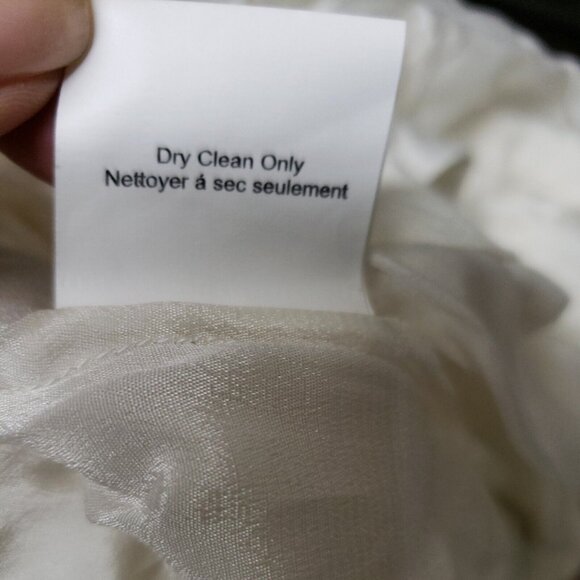 Dry Clean Only
Nettoyer á sec seulement